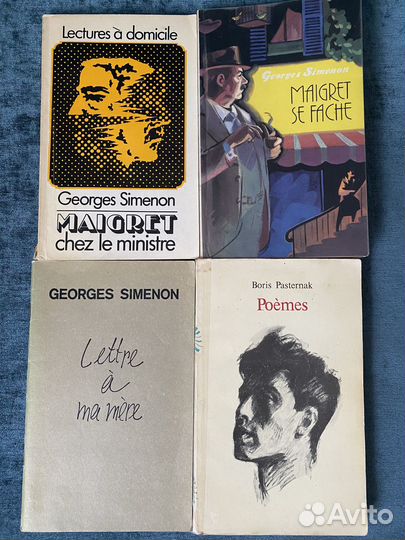 Lectures à domicile
Georges Simenon
MAIGRET
chez le ministre
Georges Simenon
MAIGRET
SE FACHE
GEORGES SIMENON
Lettre
à
ma mère
Boris Pasternak
Poèmes
Avito